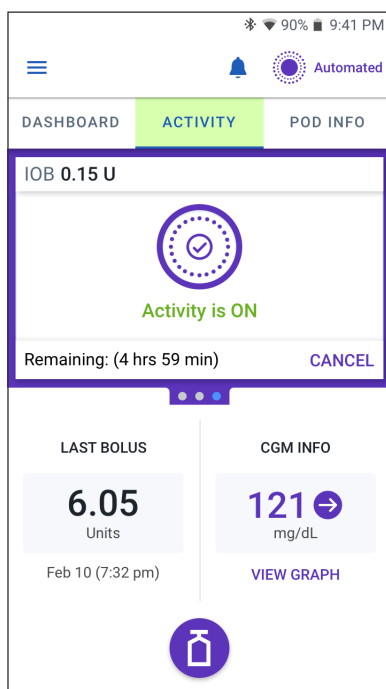 90% 9:41 PM
Automated
DASHBOARD ACTIVITY POD INFO
IOB 0.15 U
Activity is ON
Remaining: (4 hrs 59 min) CANCEL
LAST BOLUS
6.05
Units
Feb 10 (7:32 pm)
CGM INFO
121
mg/dL
VIEW GRAPH